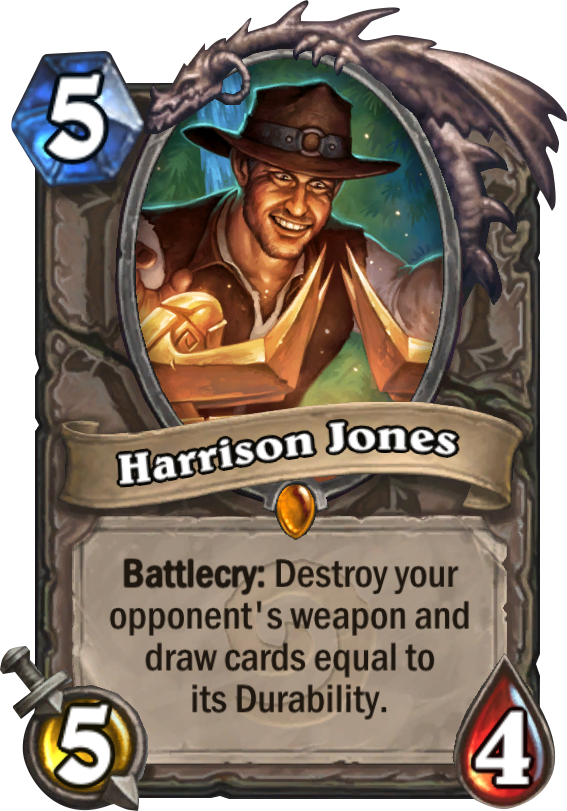 5
Harrison Jones
Battlecry: Destroy your
opponent's weapon and
draw cards equal to
its Durability.
5
4